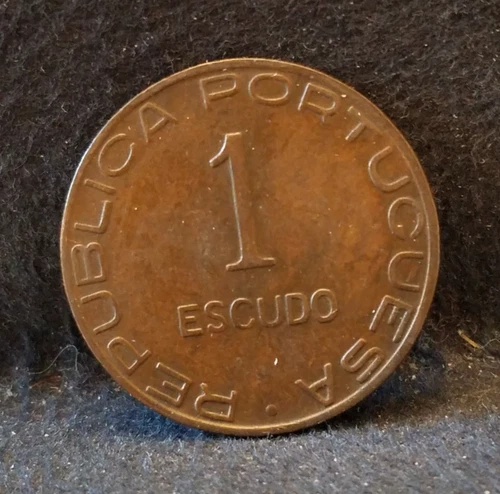 REPUBLICA PORTUGUESA ·
1
ESCUDO